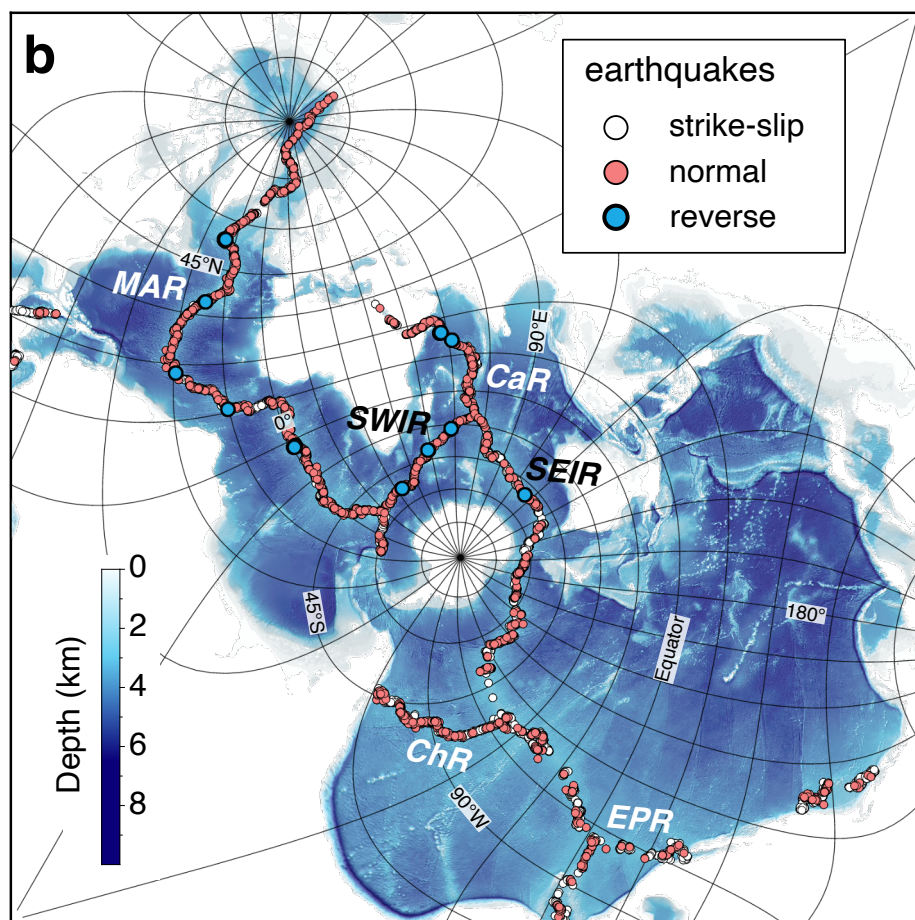 b
earthquakes
strike-slip
normal
reverse
45°N
MAR
90°E
CaR
SWIR
0°
SEIR
0
2
4
6
8
Depth (km)
45°S
180°
Equator
ChR
90°W
EPR